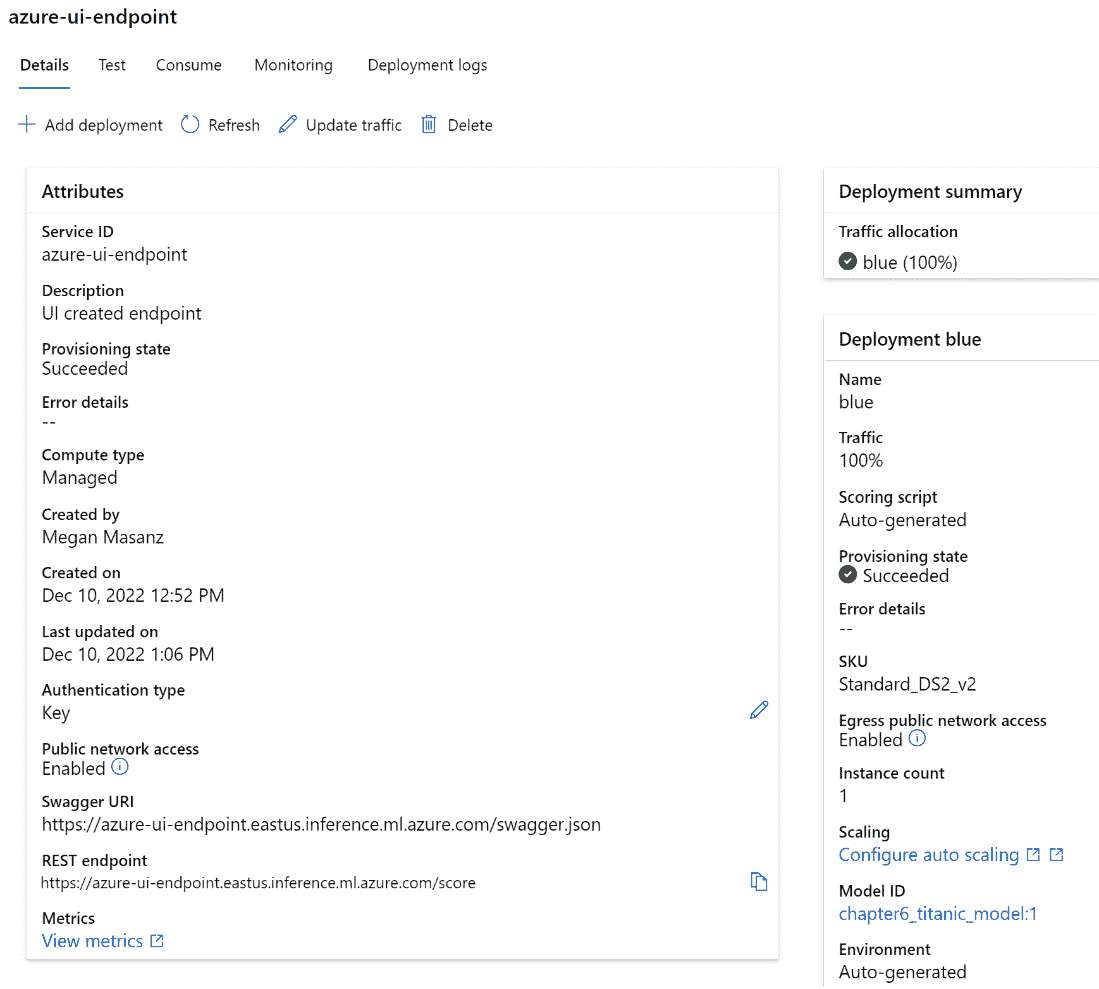 azure-ui-endpoint
Details Test Consume Monitoring Deployment logs
Add deployment Refresh Update traffic Delete
Attributes
Service ID
azure-ui-endpoint
Description
UI created endpoint
Provisioning state
Succeeded
Error details
--
Compute type
Managed
Created by
Megan Masanz
Created on
Dec 10, 2022 12:52 PM
Last updated on
Dec 10, 2022 1:06 PM
Authentication type
Key
Public network access
Enabled
Swagger URI
https://azure-ui-endpoint.eastus.inference.ml.azure.com/swagger.json
REST endpoint
https://azure-ui-endpoint.eastus.inference.ml.azure.com/score
Metrics
View metrics
Deployment summary
Traffic allocation
blue (100%)
Deployment blue
Name
blue
Traffic
100%
Scoring script
Auto-generated
Provisioning state
Succeeded
Error details
--
SKU
Standard_DS2_v2
Egress public network access
Enabled
Instance count
1
Scaling
Configure auto scaling
Model ID
chapter6_titanic_model:1
Environment
Auto-generated